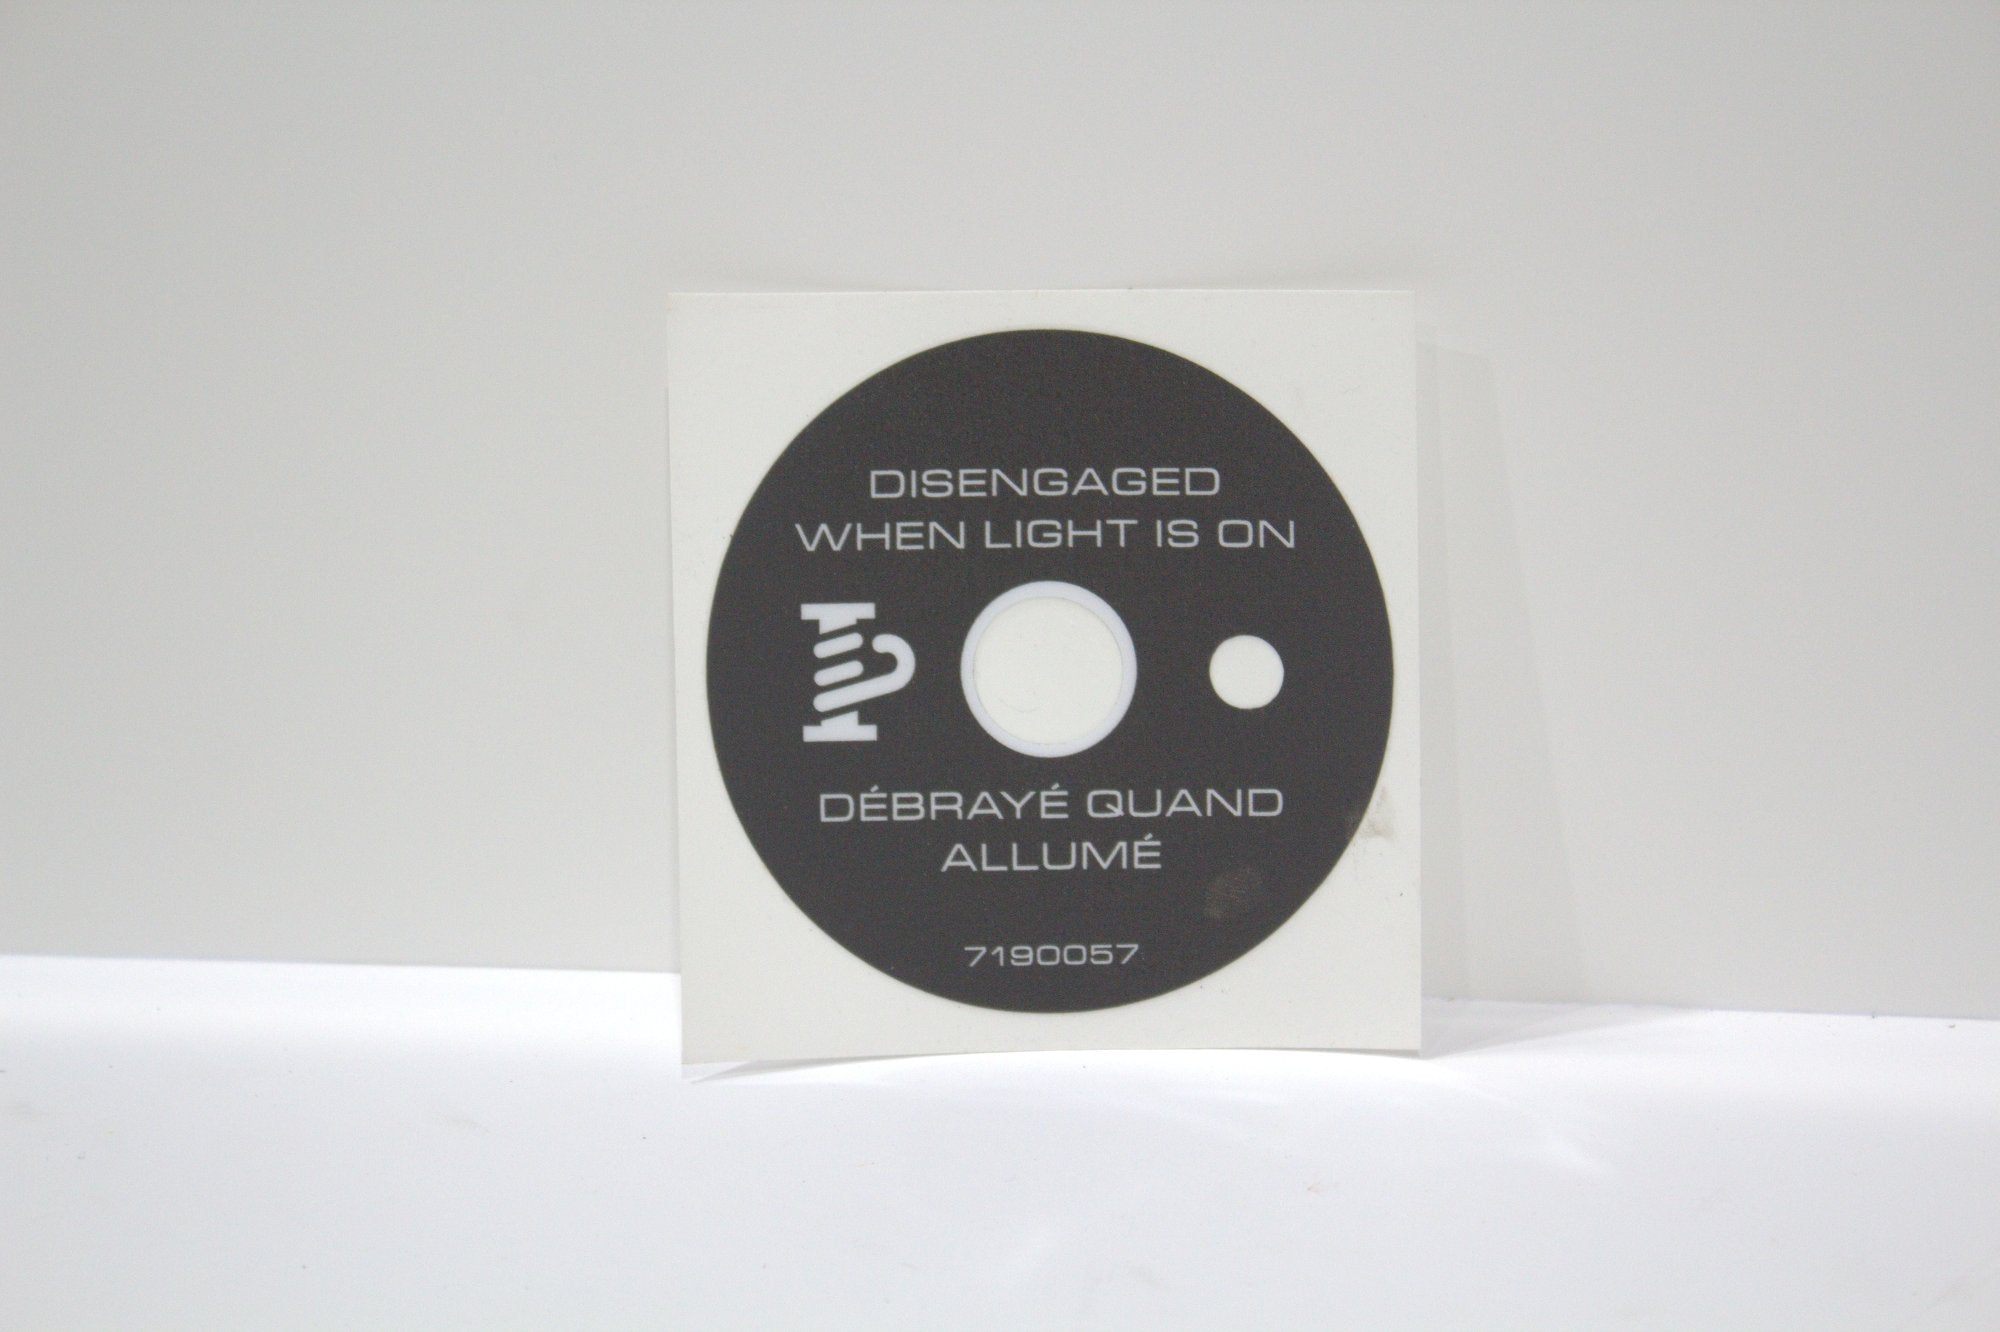 DISENGAGED
WHEN LIGHT IS ON
DÉBRAYÉ QUAND
ALLUMÉ
7190057